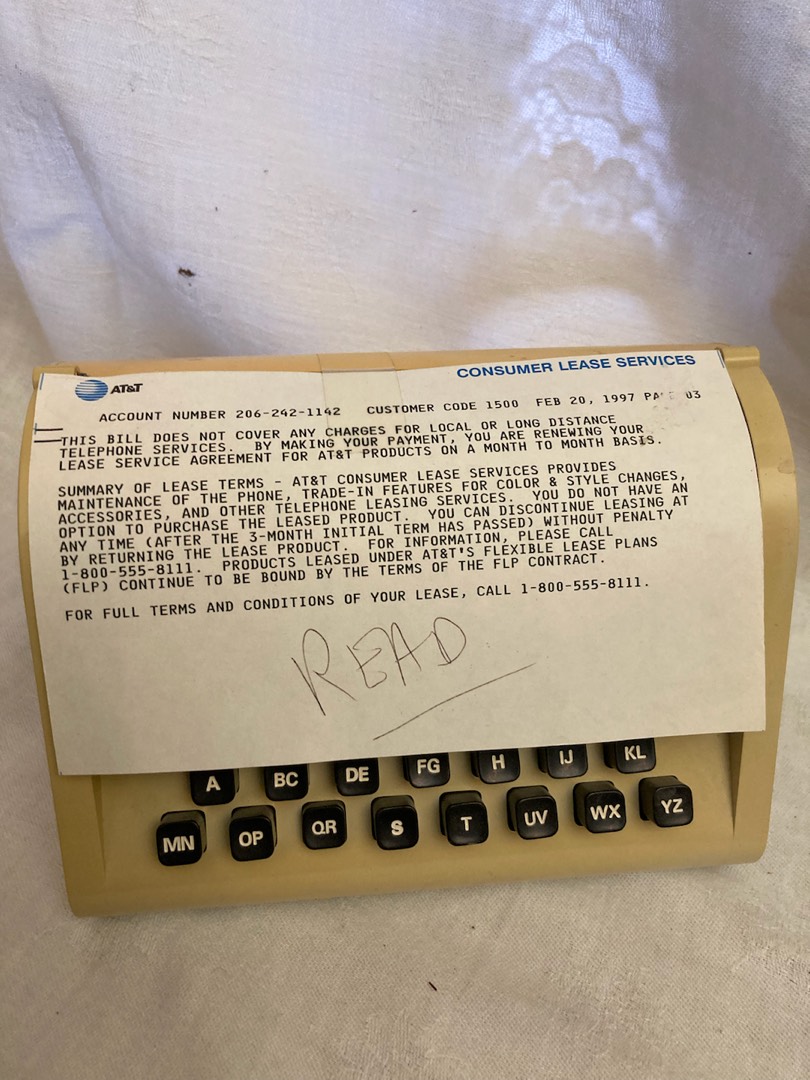 AT&T
CONSUMER LEASE SERVICES
ACCOUNT NUMBER 206-242-1142 CUSTOMER CODE 1500 FEB 20, 1997 03
THIS BILL DOES NOT COVER ANY CHARGES FOR LOCAL OR LONG DISTANCE
TELEPHONE SERVICES. BY MAKING YOUR PAYMENT, YOU ARE RENEWING YOUR
LEASE SERVICE AGREEMENT FOR AT&T PRODUCTS ON A MONTH TO MONTH BASIS.
SUMMARY OF LEASE TERMS - AT&T CONSUMER LEASE SERVICES PROVIDES
MAINTENANCE OF THE PHONE, TRADE-IN FEATURES FOR COLOR & STYLE CHANGES,
ACCESSORIES, AND OTHER TELEPHONE LEASING SERVICES. YOU DO NOT HAVE AN
OPTION TO PURCHASE THE LEASED PRODUCT. YOU CAN DISCONTINUE LEASING AT
ANY TIME (AFTER THE 3-MONTH INITIAL TERM HAS PASSED) WITHOUT PENALTY
BY RETURNING THE LEASE PRODUCT. FOR INFORMATION, PLEASE CALL
1-800-555-8111. PRODUCTS LEASED UNDER AT&T'S FLEXIBLE LEASE PLANS
(FLP) CONTINUE TO BE BOUND BY THE TERMS OF THE FLP CONTRACT.
FOR FULL TERMS AND CONDITIONS OF YOUR LEASE, CALL 1-800-555-8111.
READ
A BC DE FG H IJ KL
MN OP QR S T UV WX YZ